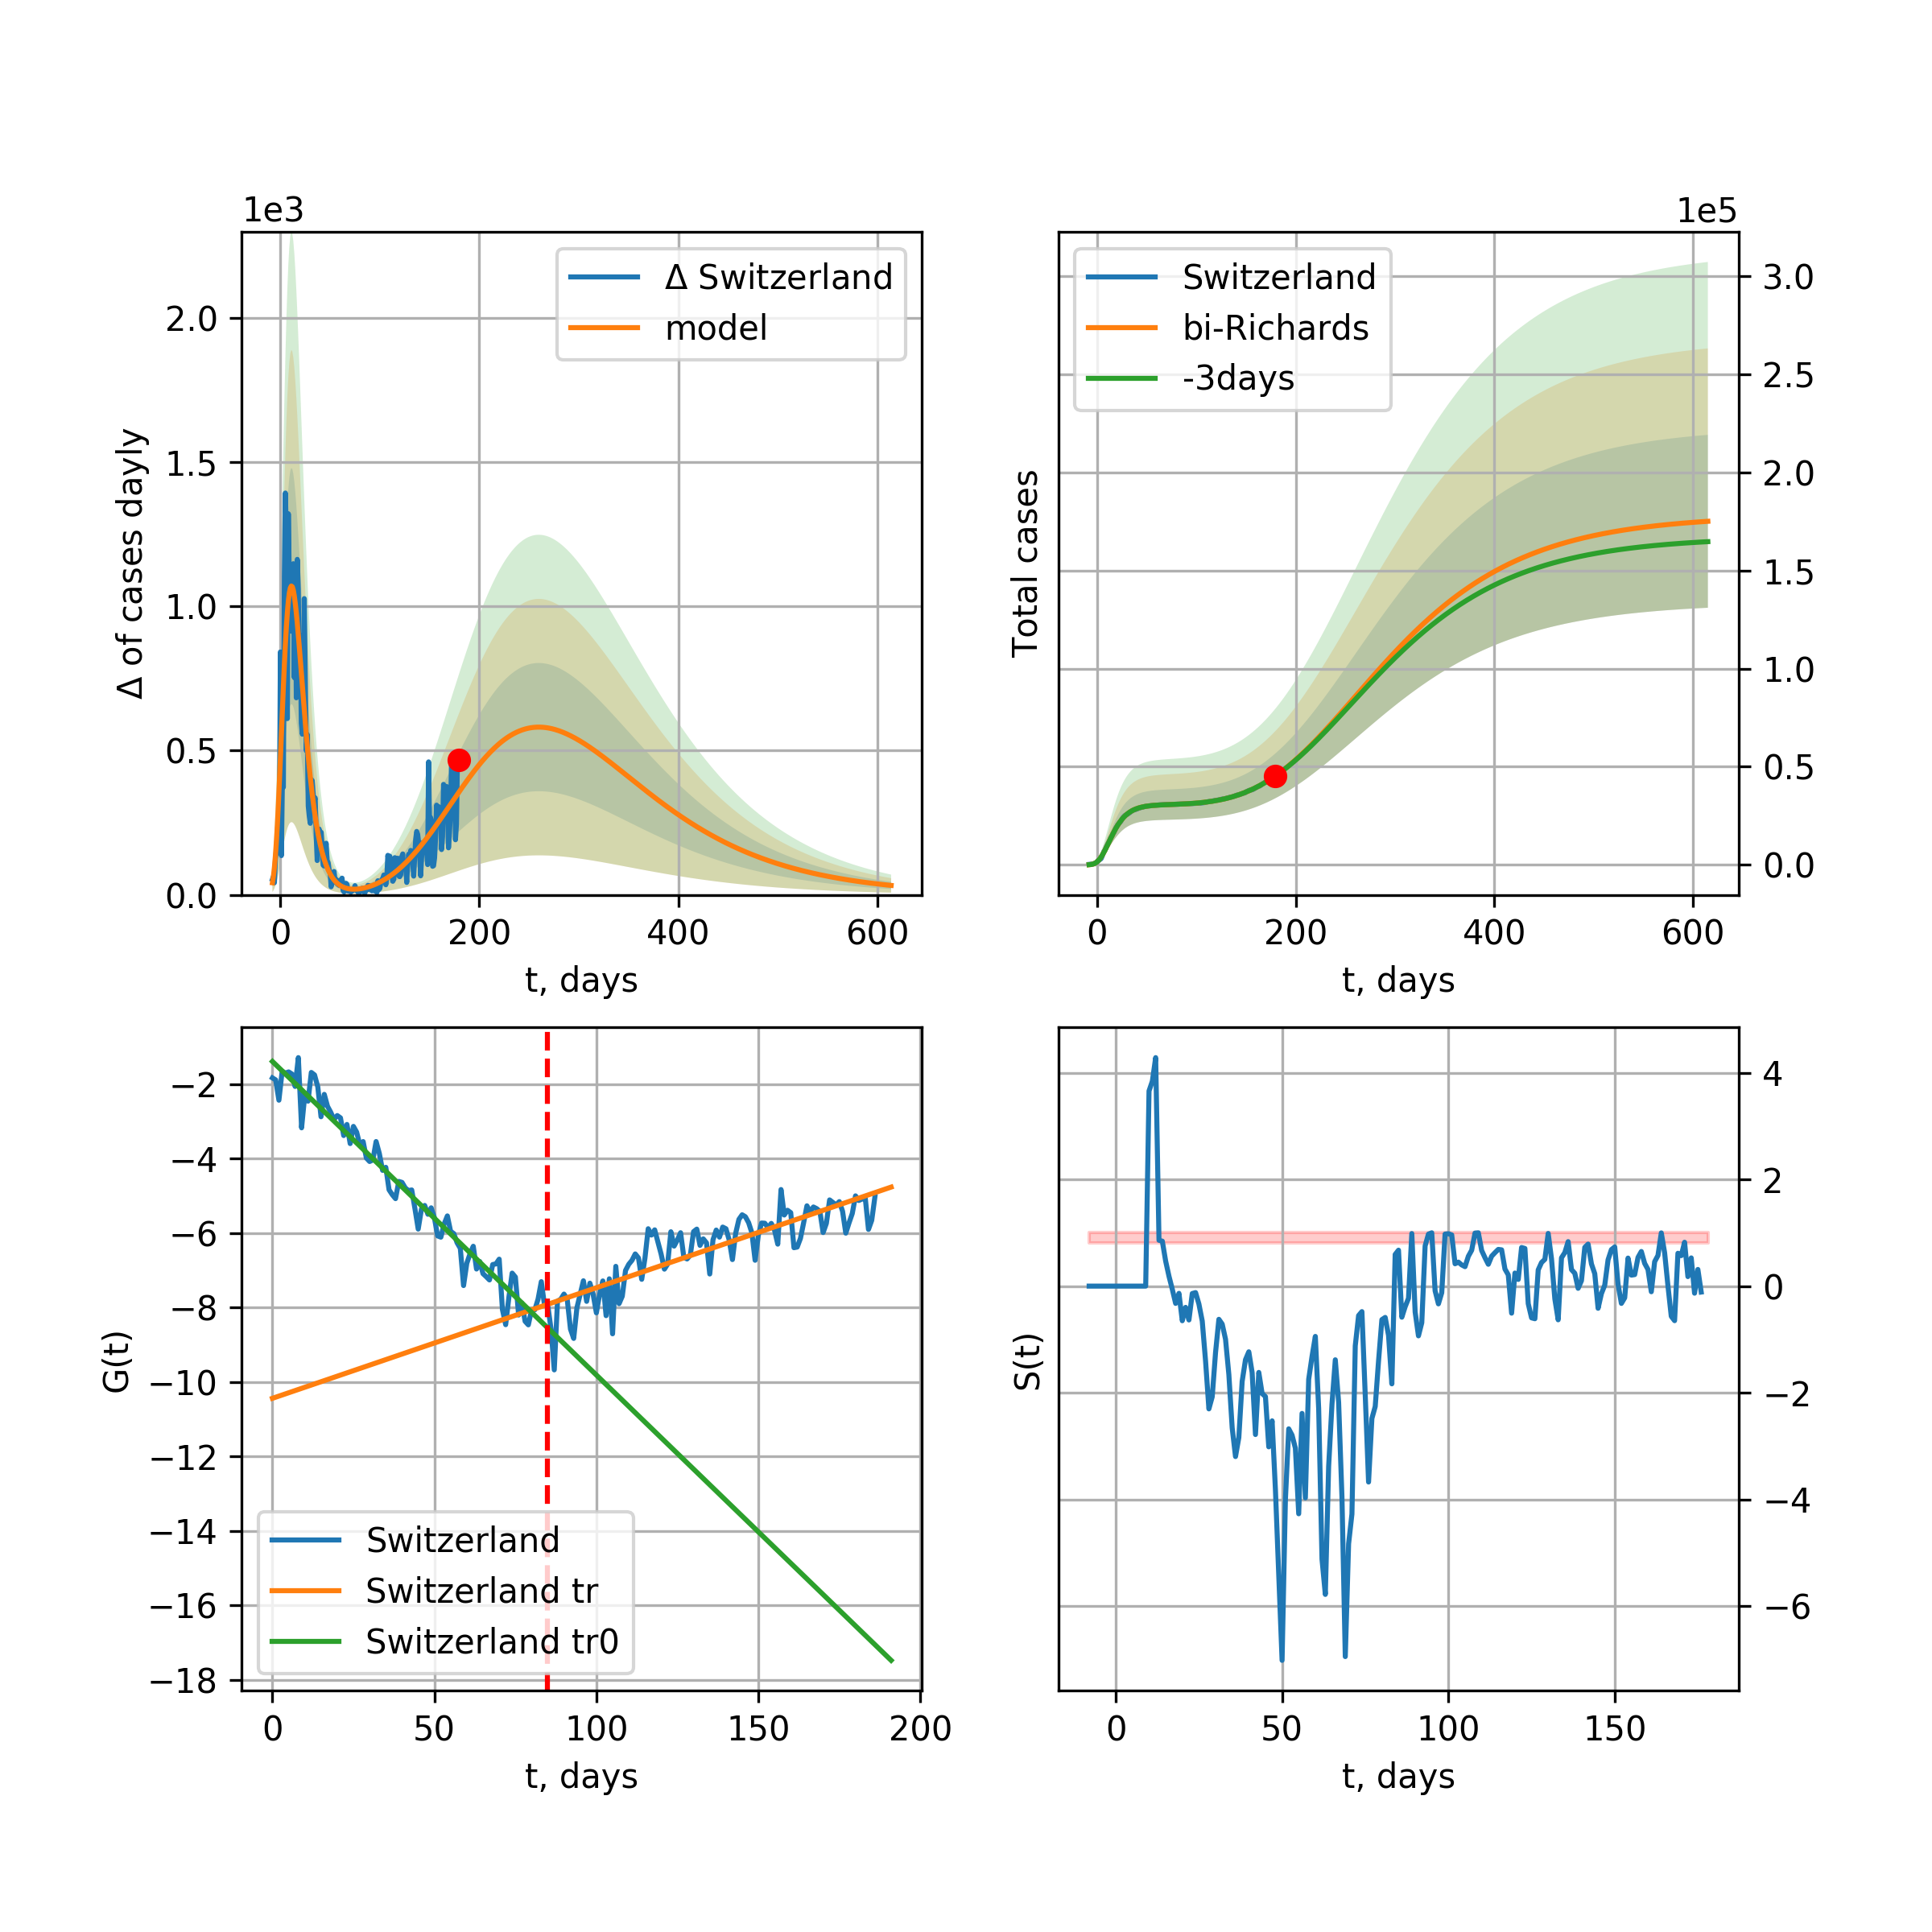 1e3
Δ of cases dayly
2.0
1.5
1.0
0.5
0.0
0 200 400 600
t, days
Δ Switzerland
model
1e5
Total cases
Switzerland
bi-Richards
-3days
3.0
2.5
2.0
1.5
1.0
0.5
0.0
0 200 400 600
t, days
G(t)
−2
−4
−6
−8
−10
−12
−14
−16
−18
Switzerland
Switzerland tr
Switzerland tr0
0 50 100 150 200
t, days
S(t)
4
2
0
−2
−4
−6
0 50 100 150
t, days